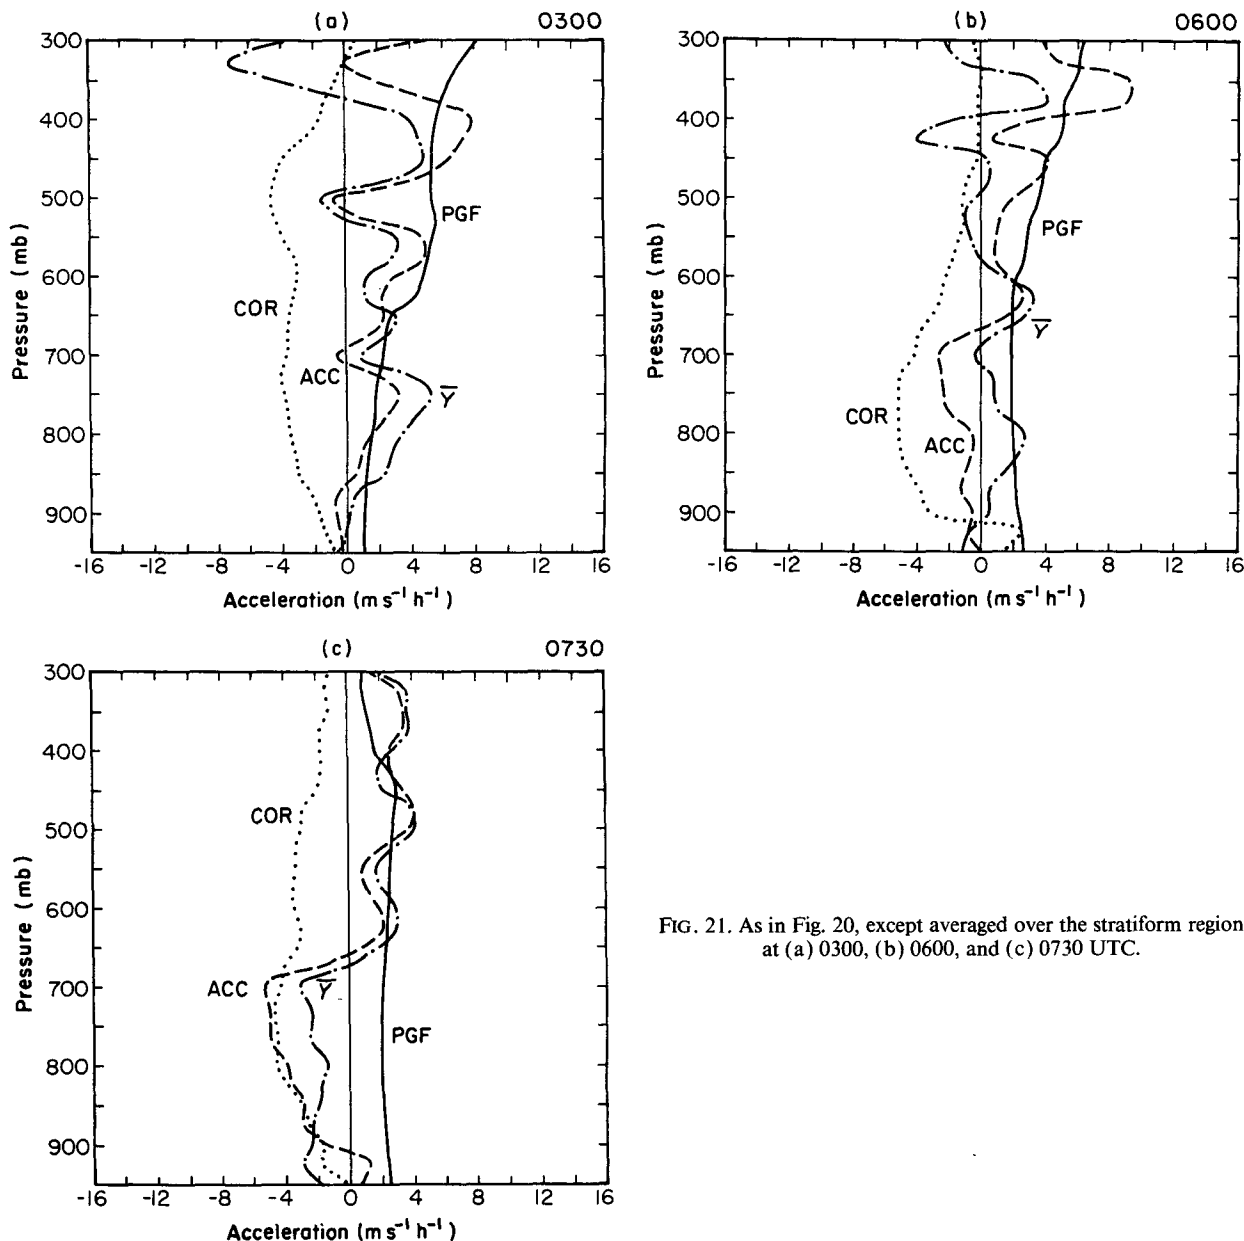 (a) 0300
300
400
500
600
700
800
900
Pressure (mb)
COR
PGF
ACC
Y̅
-16 -12 -8 -4 0 4 8 12 16
Acceleration (m s⁻¹ h⁻¹)
(b) 0600
300
400
500
600
700
800
900
Pressure (mb)
PGF
Y̅
COR
ACC
-16 -12 -8 -4 0 4 8 12 16
Acceleration (m s⁻¹ h⁻¹)
(c) 0730
300
400
500
600
700
800
900
Pressure (mb)
COR
ACC
Y̅
PGF
-16 -12 -8 -4 0 4 8 12 16
Acceleration (m s⁻¹ h⁻¹)
FIG. 21. As in Fig. 20, except averaged over the stratiform region
at (a) 0300, (b) 0600, and (c) 0730 UTC.